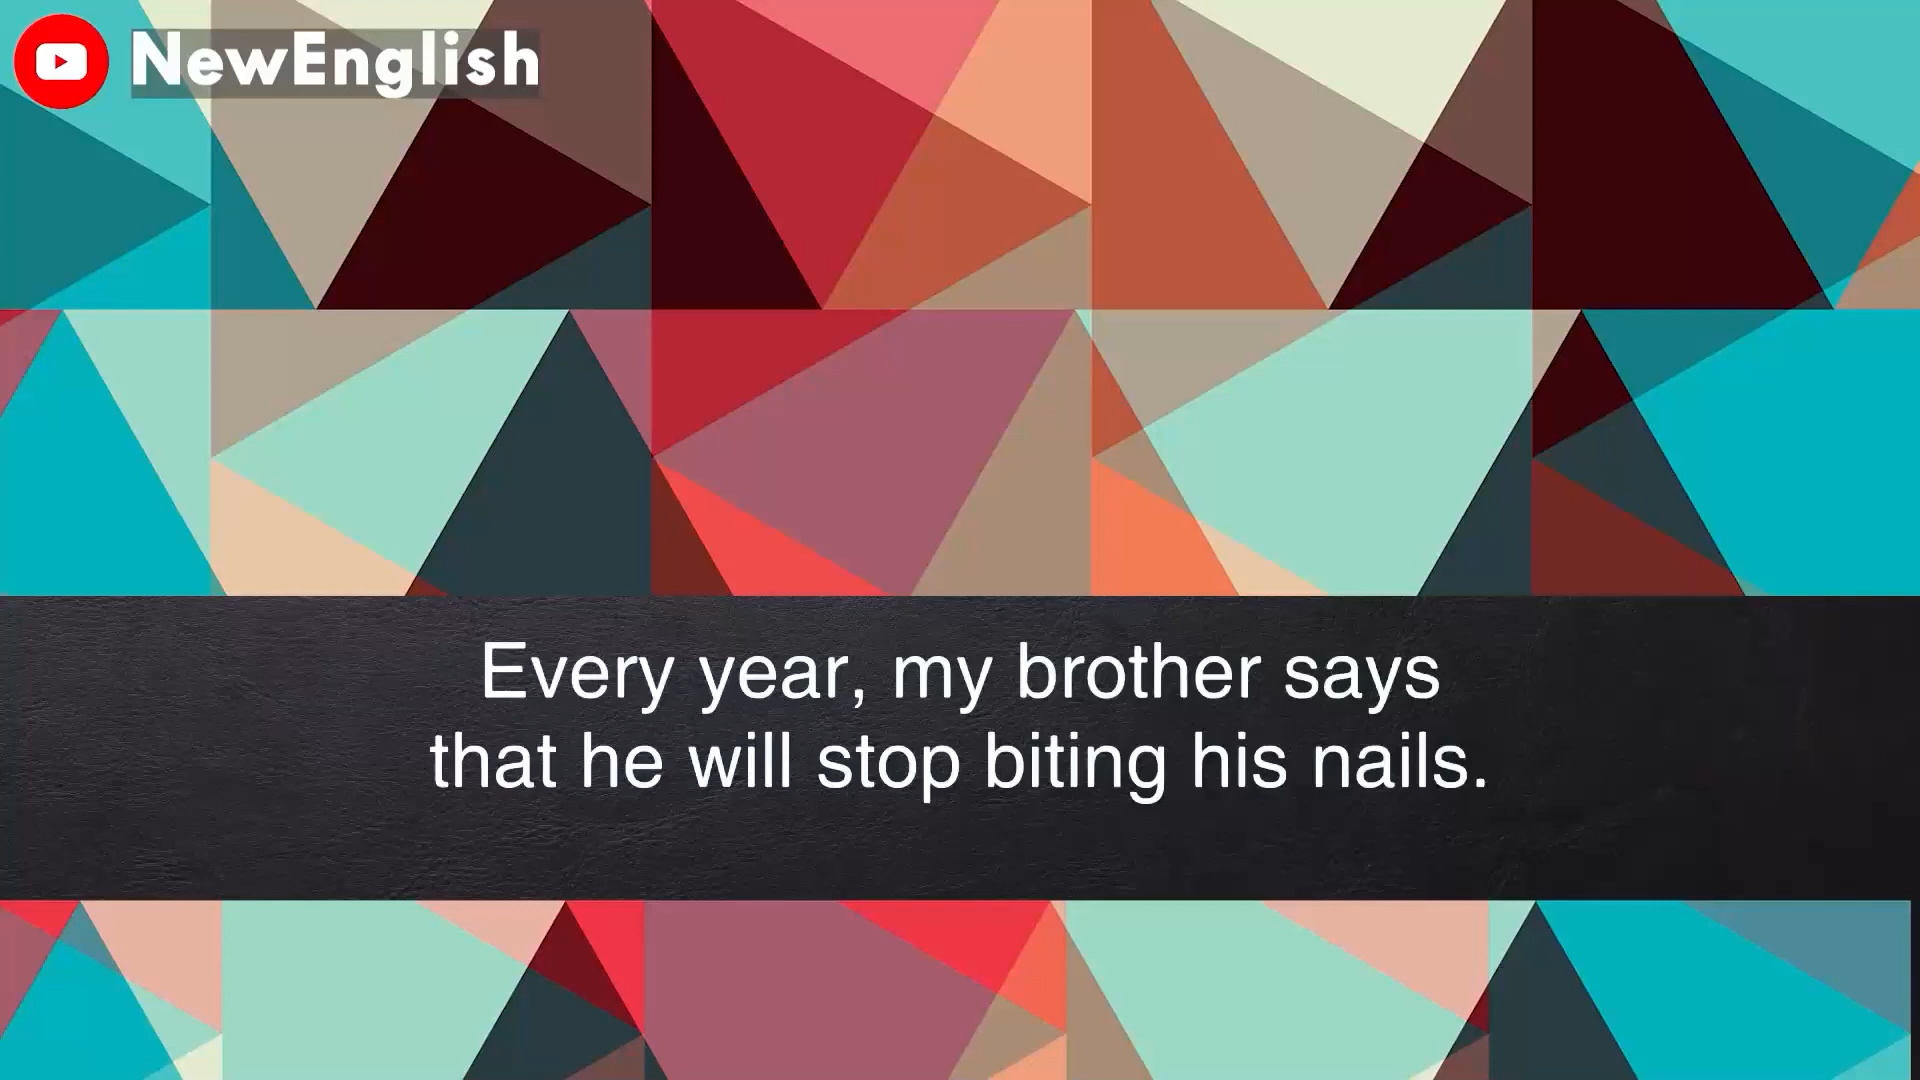 NewEnglish
Every year, my brother says
that he will stop biting his nails.